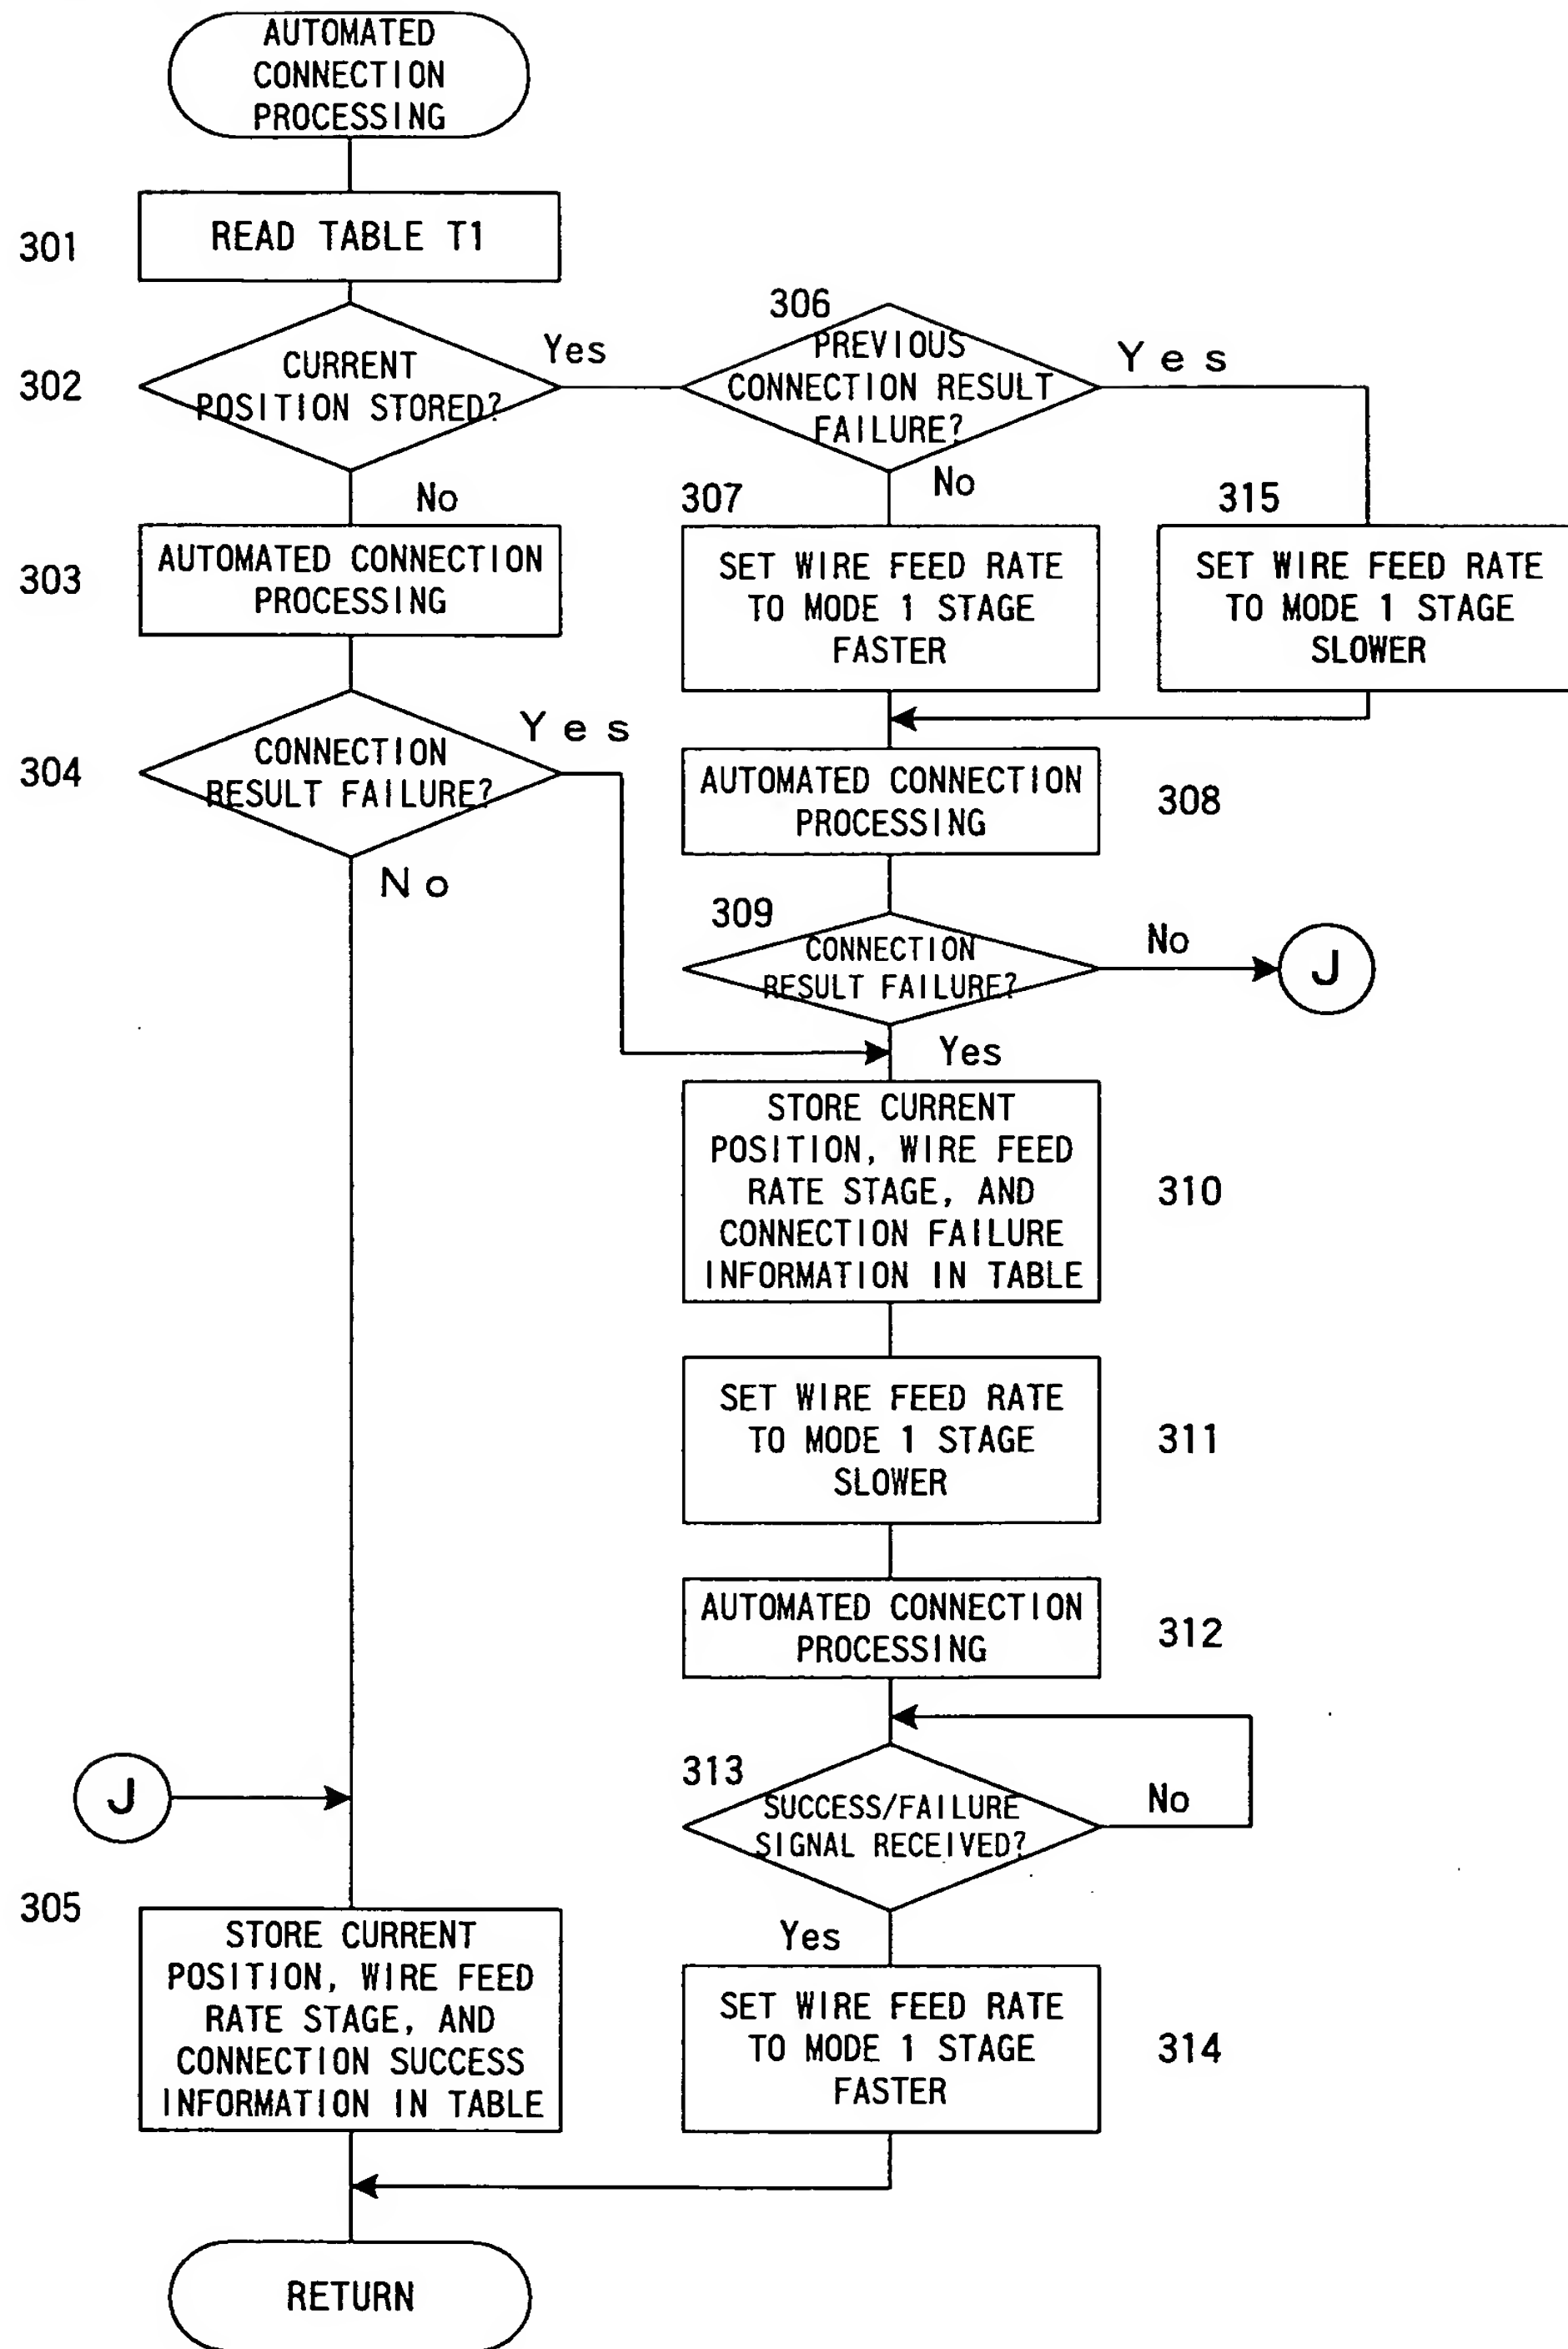 AUTOMATED
CONNECTION
PROCESSING
301
READ TABLE T1
302
CURRENT
POSITION STORED?
Yes
No
306
PREVIOUS
CONNECTION RESULT
FAILURE?
Yes
No
303
AUTOMATED CONNECTION
PROCESSING
307
SET WIRE FEED RATE
TO MODE 1 STAGE
FASTER
315
SET WIRE FEED RATE
TO MODE 1 STAGE
SLOWER
304
CONNECTION
RESULT FAILURE?
Yes
No
AUTOMATED CONNECTION
PROCESSING
308
309
CONNECTION
RESULT FAILURE?
No
J
Yes
STORE CURRENT
POSITION, WIRE FEED
RATE STAGE, AND
CONNECTION FAILURE
INFORMATION IN TABLE
310
SET WIRE FEED RATE
TO MODE 1 STAGE
SLOWER
311
AUTOMATED CONNECTION
PROCESSING
312
313
SUCCESS/FAILURE
SIGNAL RECEIVED?
No
Yes
J
305
STORE CURRENT
POSITION, WIRE FEED
RATE STAGE, AND
CONNECTION SUCCESS
INFORMATION IN TABLE
SET WIRE FEED RATE
TO MODE 1 STAGE
FASTER
314
RETURN